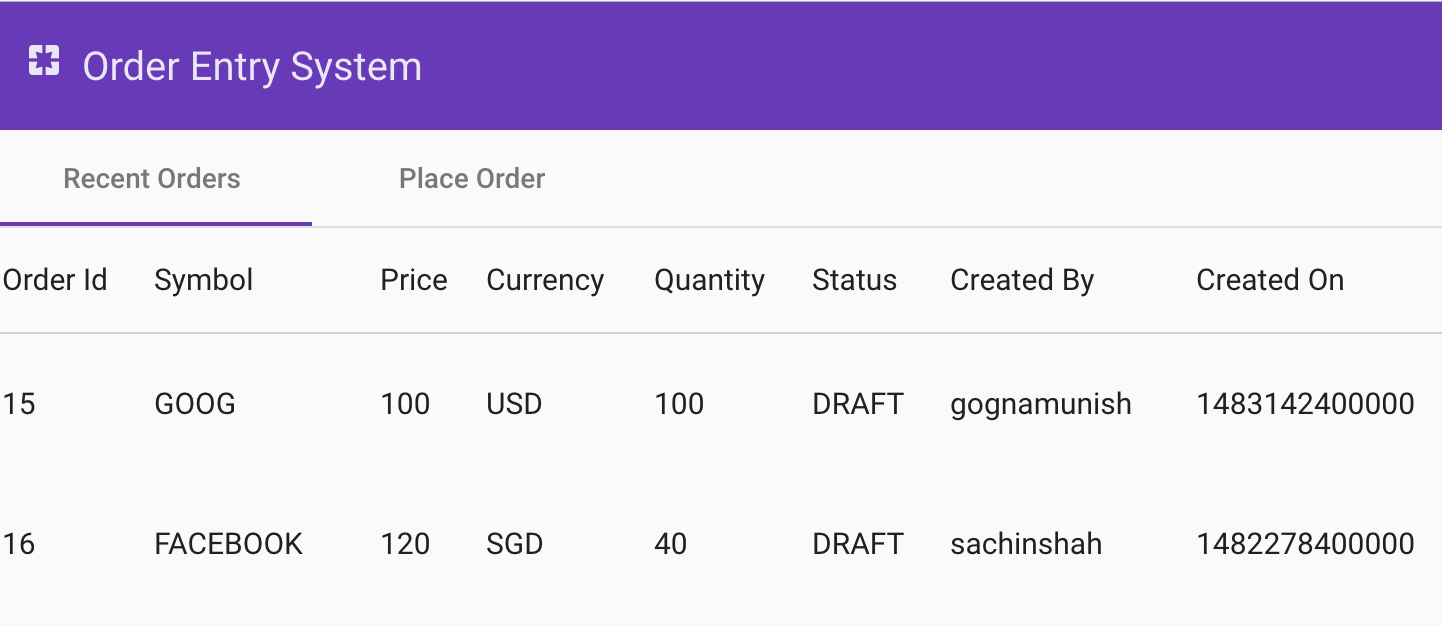 Order Entry System
Recent Orders Place Order
Order Id Symbol Price Currency Quantity Status Created By Created On
15 GOOG 100 USD 100 DRAFT gognamunish 1483142400000
16 FACEBOOK 120 SGD 40 DRAFT sachinshah 1482278400000